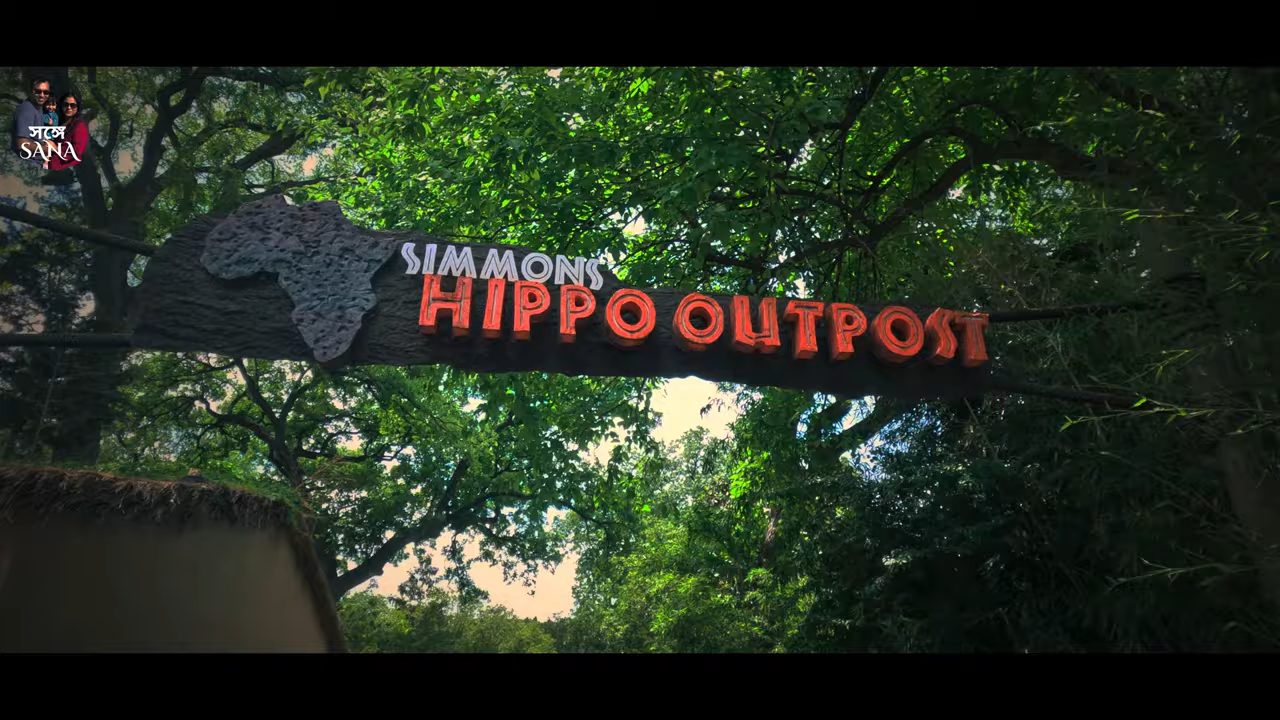 সঙ্গে
SANA
SIMMONS
HIPPO OUTPOST